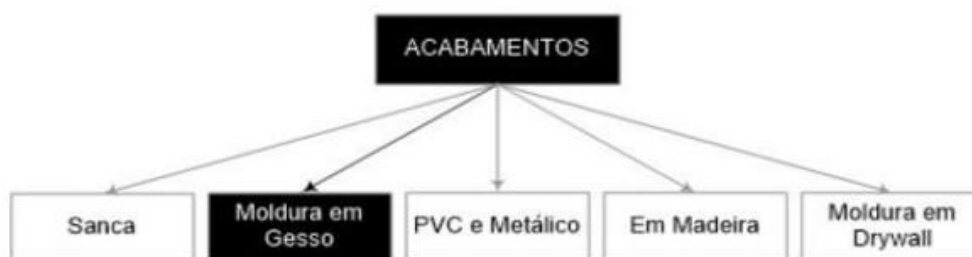 ACABAMENTOS
Sanca
Moldura em
Gesso
PVC e Metálico
Em Madeira
Moldura em
Drywall